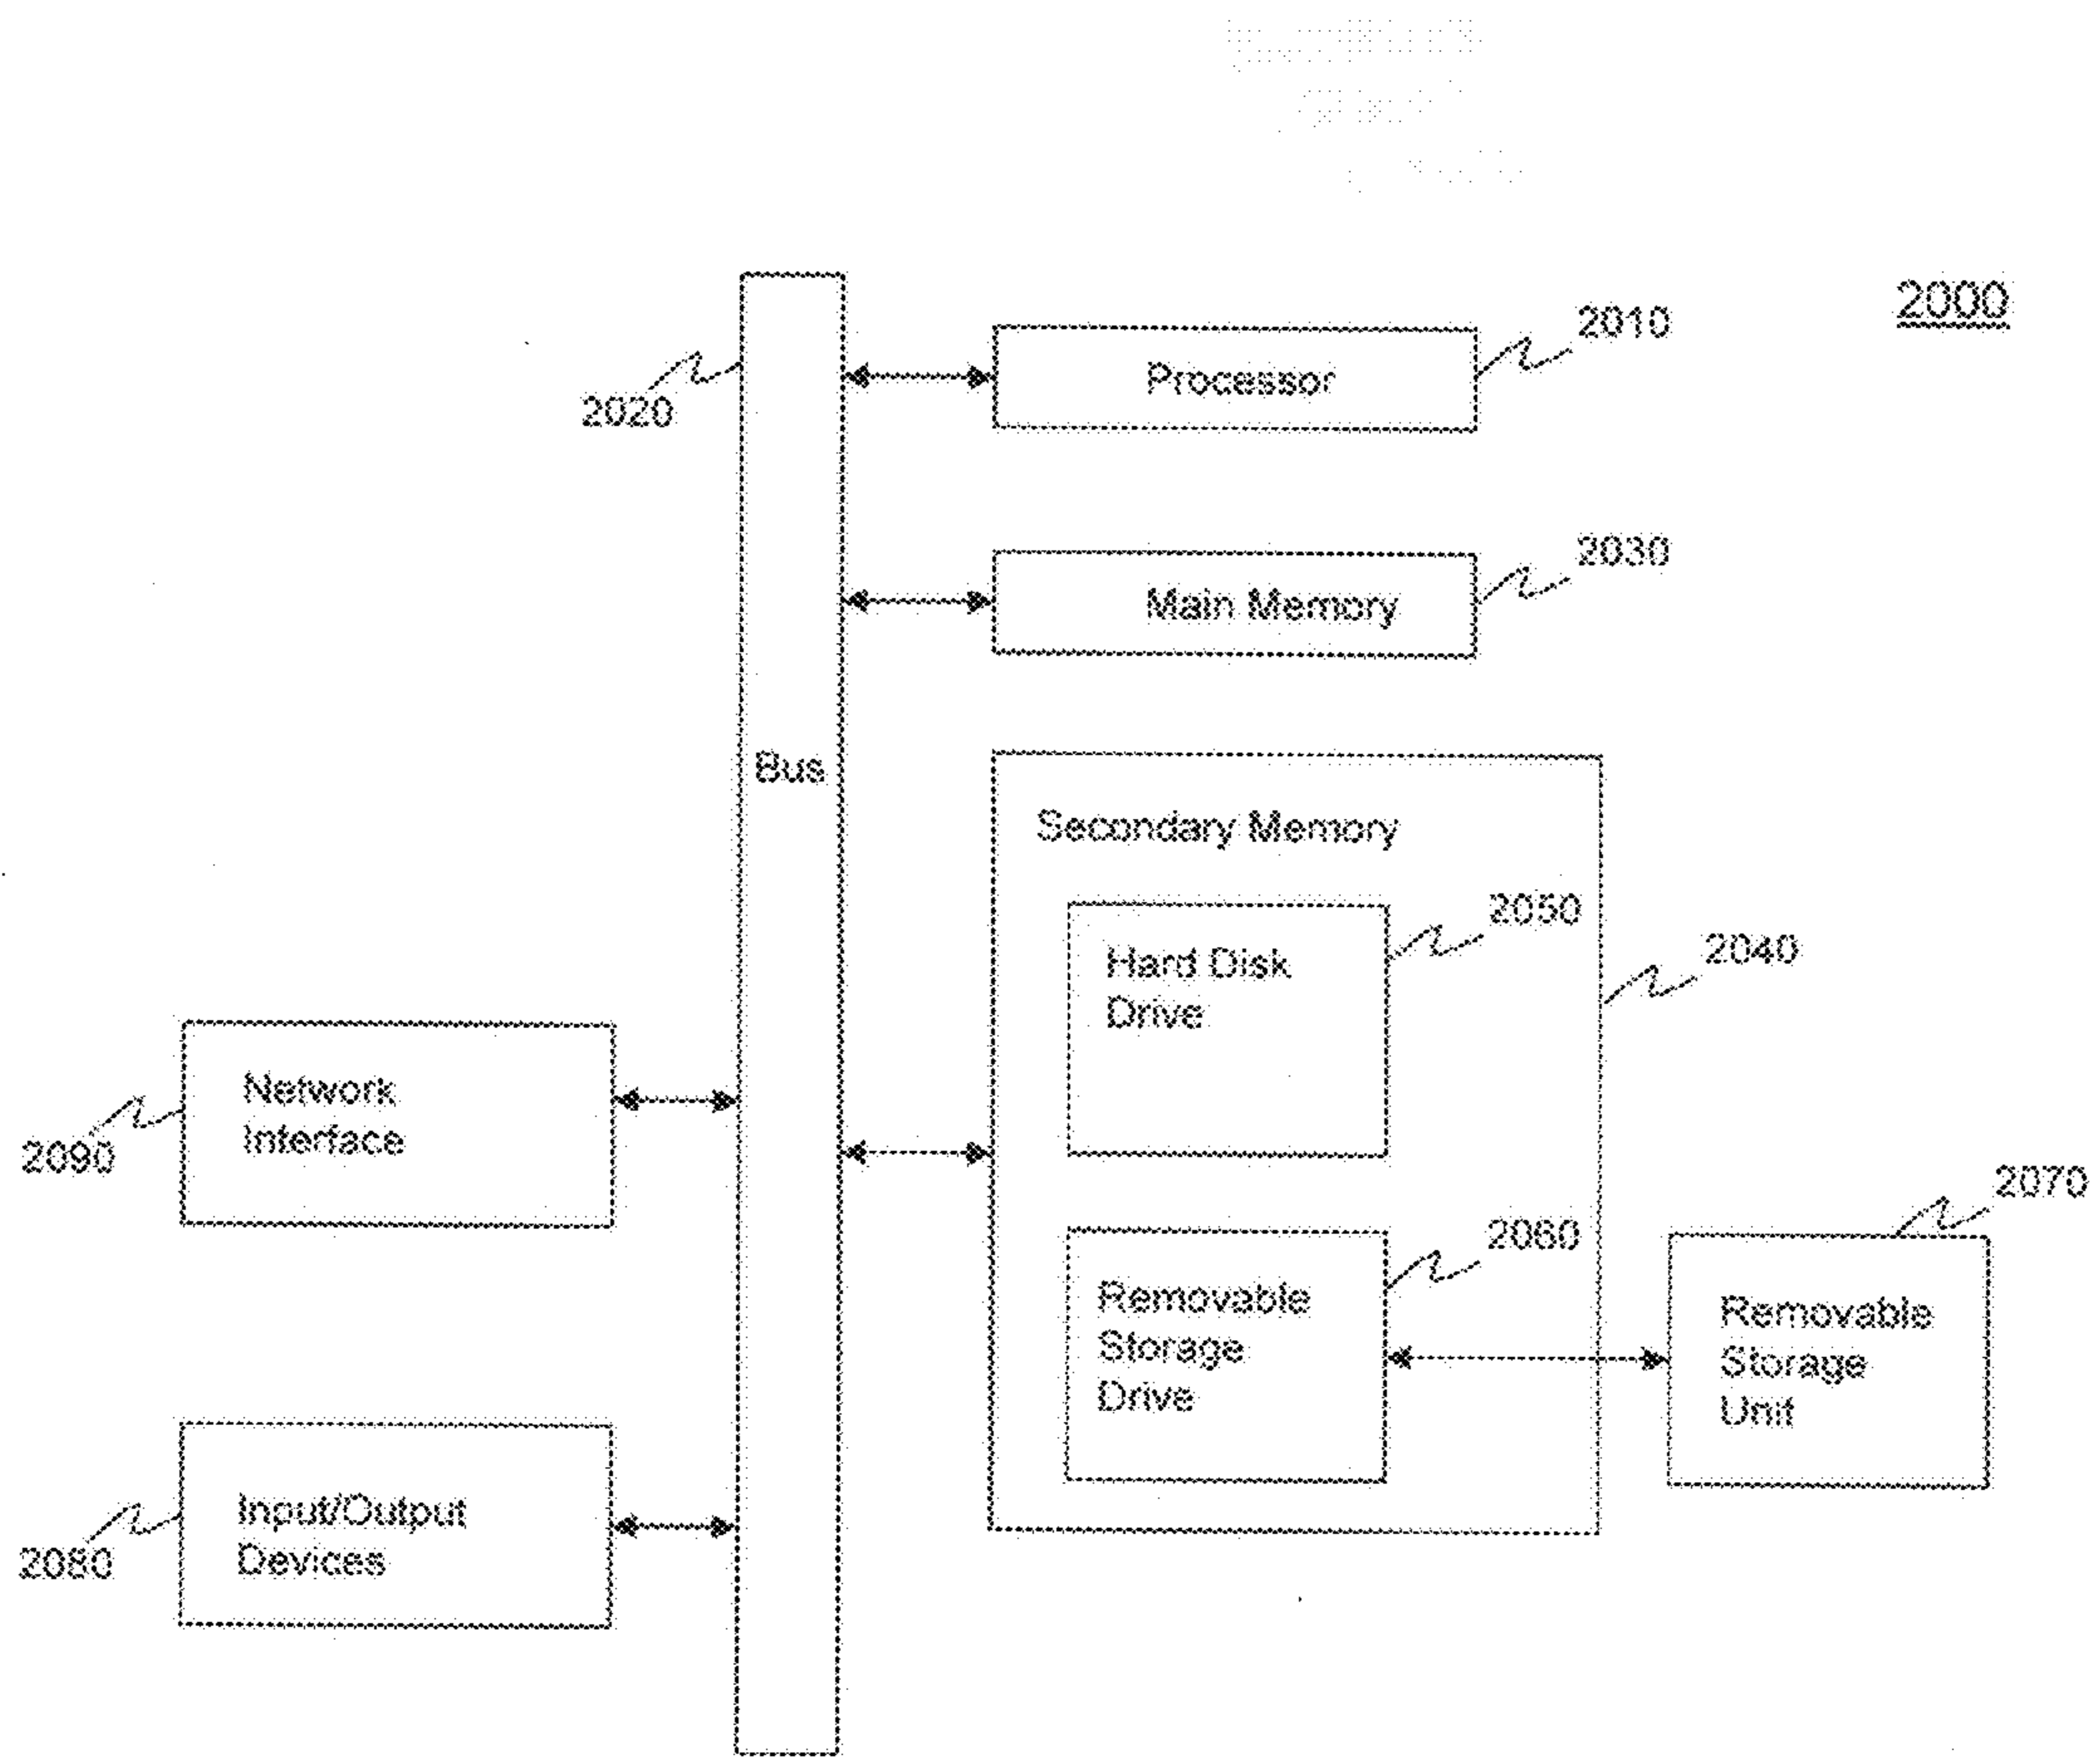 2000
2010
Processor
2020
2030
Main Memory
Bus
Secondary Memory
2050
Hard Disk
Drive
2040
Network
Interface
2090
2070
2060
Removable
Storage
Drive
Removable
Storage
Unit
Input/Output
Devices
2080